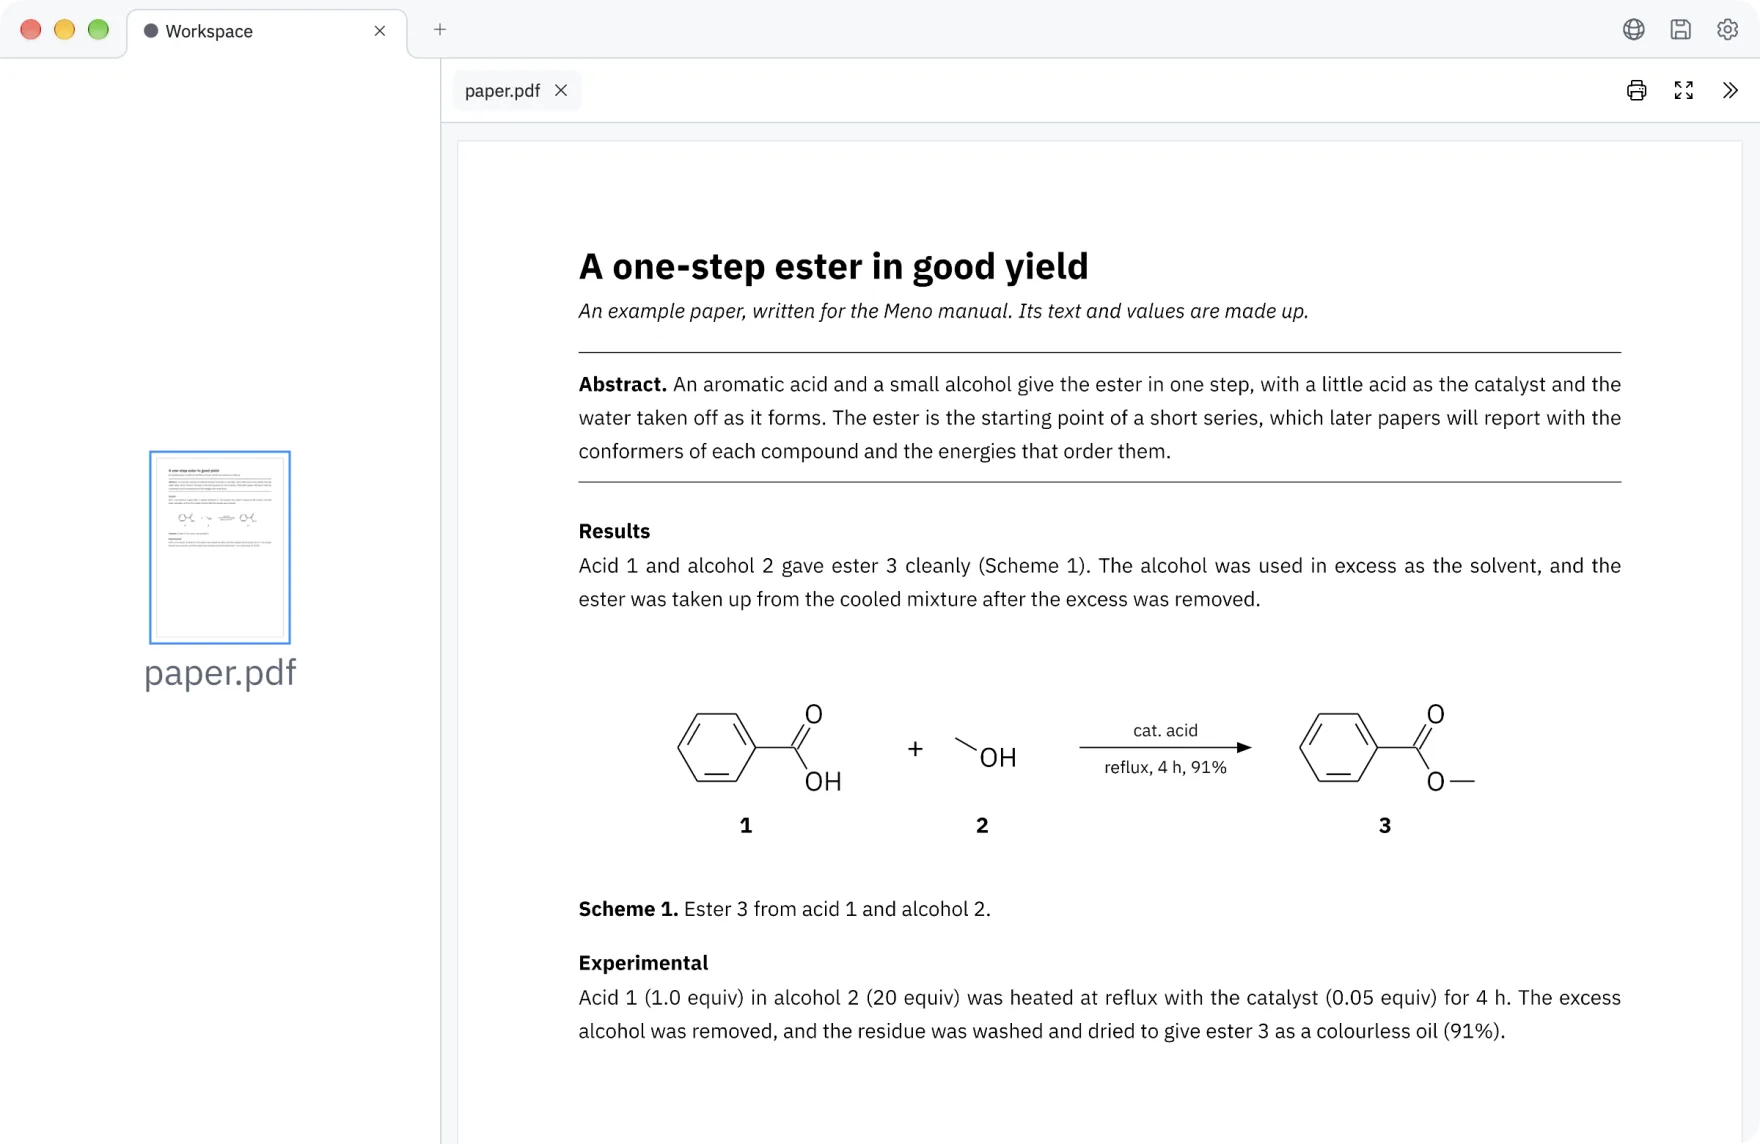 Workspace
paper.pdf
A one-step ester in good yield
An example paper, written for the Meno manual. Its text and values are made up.
Abstract. An aromatic acid and a small alcohol give the ester in one step, with a little acid as the catalyst and the
water taken off as it forms. The ester is the starting point of a short series, which later papers will report with the
conformers of each compound and the energies that order them.
Results
Acid 1 and alcohol 2 gave ester 3 cleanly (Scheme 1). The alcohol was used in excess as the solvent, and the
ester was taken up from the cooled mixture after the excess was removed.
O
OH
1
+
OH
2
cat. acid
reflux, 4 h, 91%
O
O
3
Scheme 1. Ester 3 from acid 1 and alcohol 2.
Experimental
Acid 1 (1.0 equiv) in alcohol 2 (20 equiv) was heated at reflux with the catalyst (0.05 equiv) for 4 h. The excess
alcohol was removed, and the residue was washed and dried to give ester 3 as a colourless oil (91%).
paper.pdf